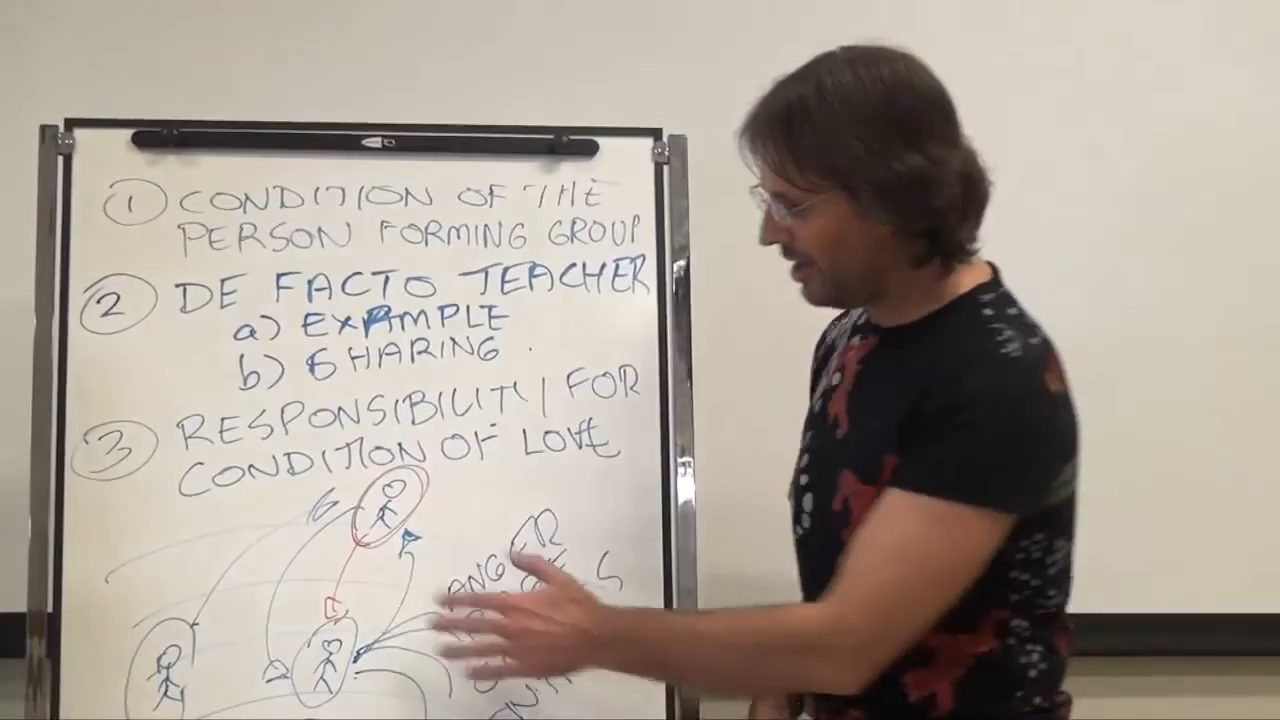 1 CONDITION OF THE
PERSON FORMING GROUP
2 DE FACTO TEACHER
a) EXAMPLE
b) SHARING
3 RESPONSIBILITY FOR
CONDITION OF LOVE
ANGER